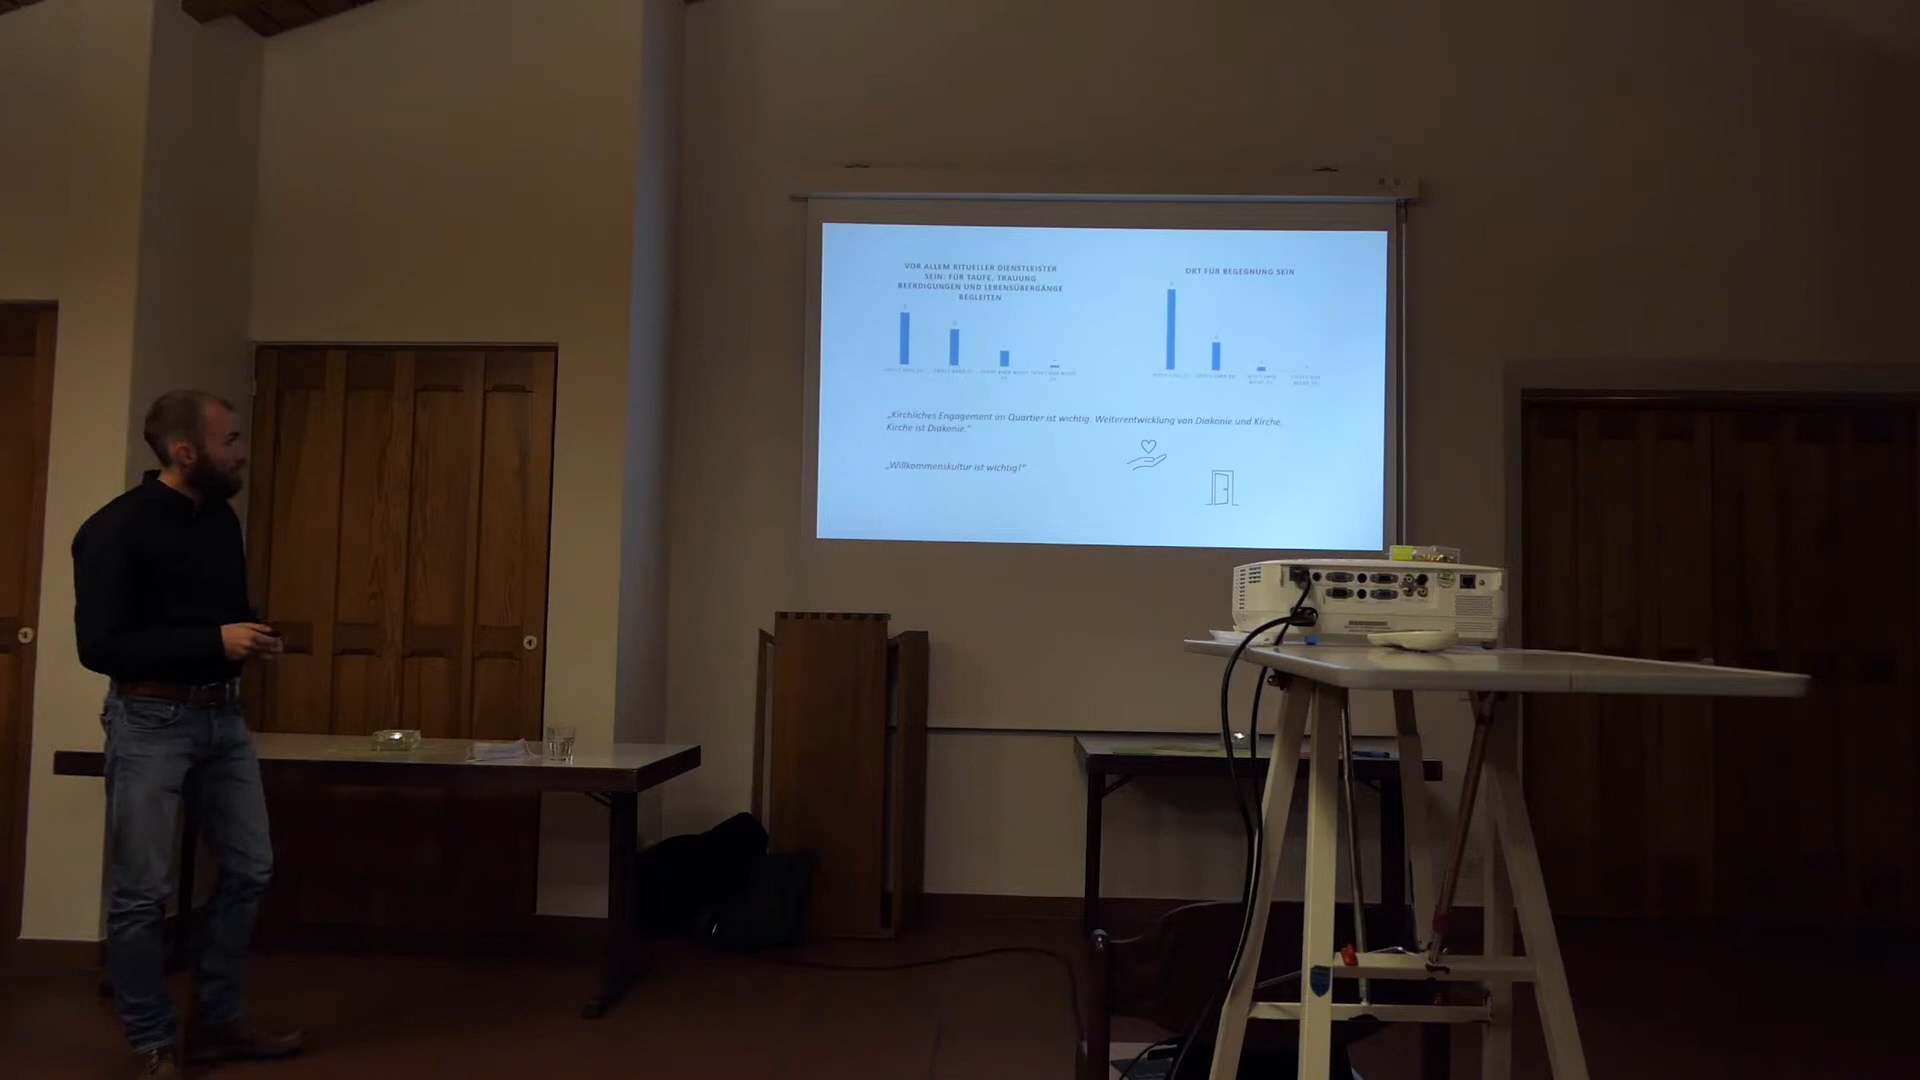 VOR ALLEM RITUELLER DIENSTLEISTER
SEIN: FÜR TAUFE, TRAUUNG
BEERDIGUNGEN UND LEBENSÜBERGÄNGE
BEGLEITEN
ORT FÜR BEGEGNUNG SEIN
„Kirchliches Engagement im Quartier ist wichtig. Weiterentwicklung von Diakonie und Kirche.
Kirche ist Diakonie."
„Willkommenskultur ist wichtig!"